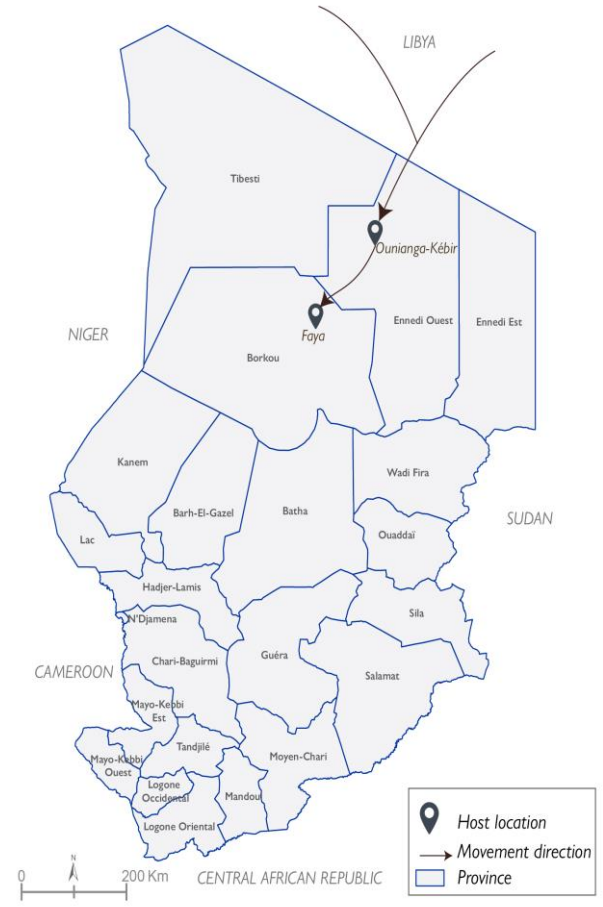 LIBYA
Tibesti
Ounianga-Kébir
Ennedi Ouest
Ennedi Est
NIGER
Faya
Borkou
Kanem
Wadi Fira
Barh-El-Gazel
Batha
SUDAN
Lac
Ouaddaï
Hadjer-Lamis
N'Djamena
Sila
Chari-Baguirmi
Guéra
CAMEROON
Salamat
Mayo-Kebbi
Est
Tandjilé
Moyen-Chari
Mayo-Kebbi
Ouest
Logone
Occidental
Mandoul
Logone Oriental
Host location
Movement direction
Province
N
0 200 Km
CENTRAL AFRICAN REPUBLIC